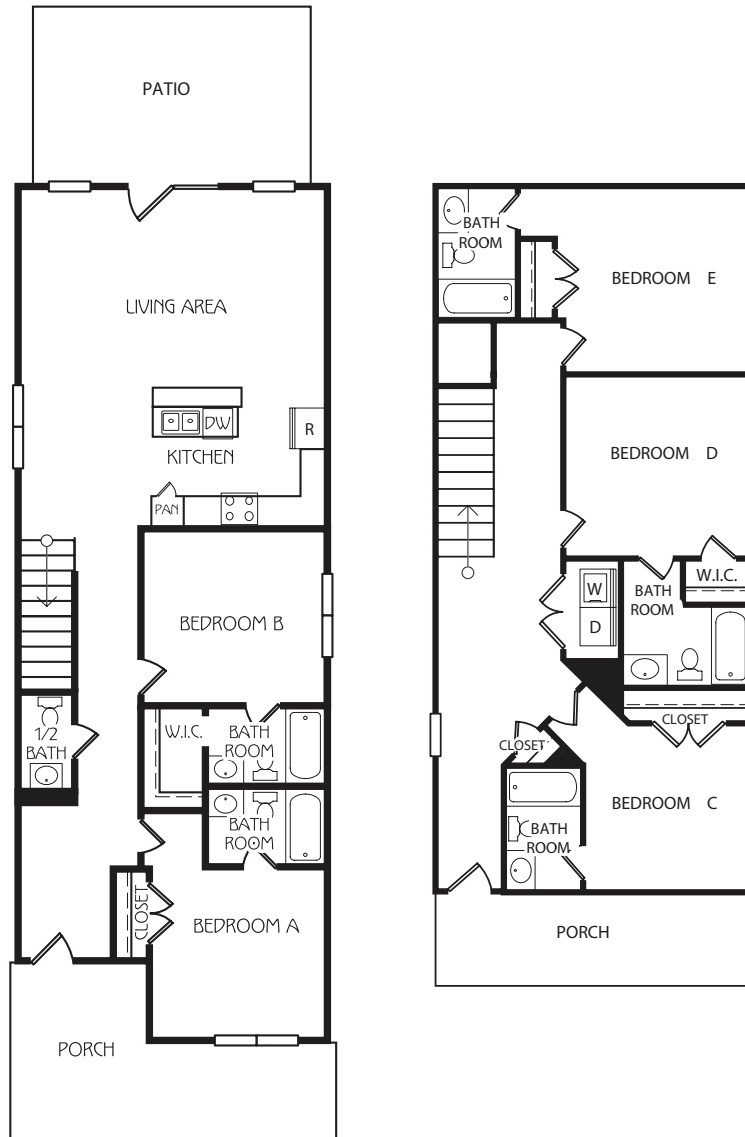 PATIO
LIVING AREA
DW
R
KITCHEN
PAN
BEDROOM B
W.I.C.
BATH
ROOM
1/2
BATH
BATH
ROOM
CLOSET
BEDROOM A
PORCH
BATH
ROOM
BEDROOM E
BEDROOM D
W.I.C.
BATH
ROOM
W
D
CLOSET
CLOSET
BEDROOM C
BATH
ROOM
PORCH